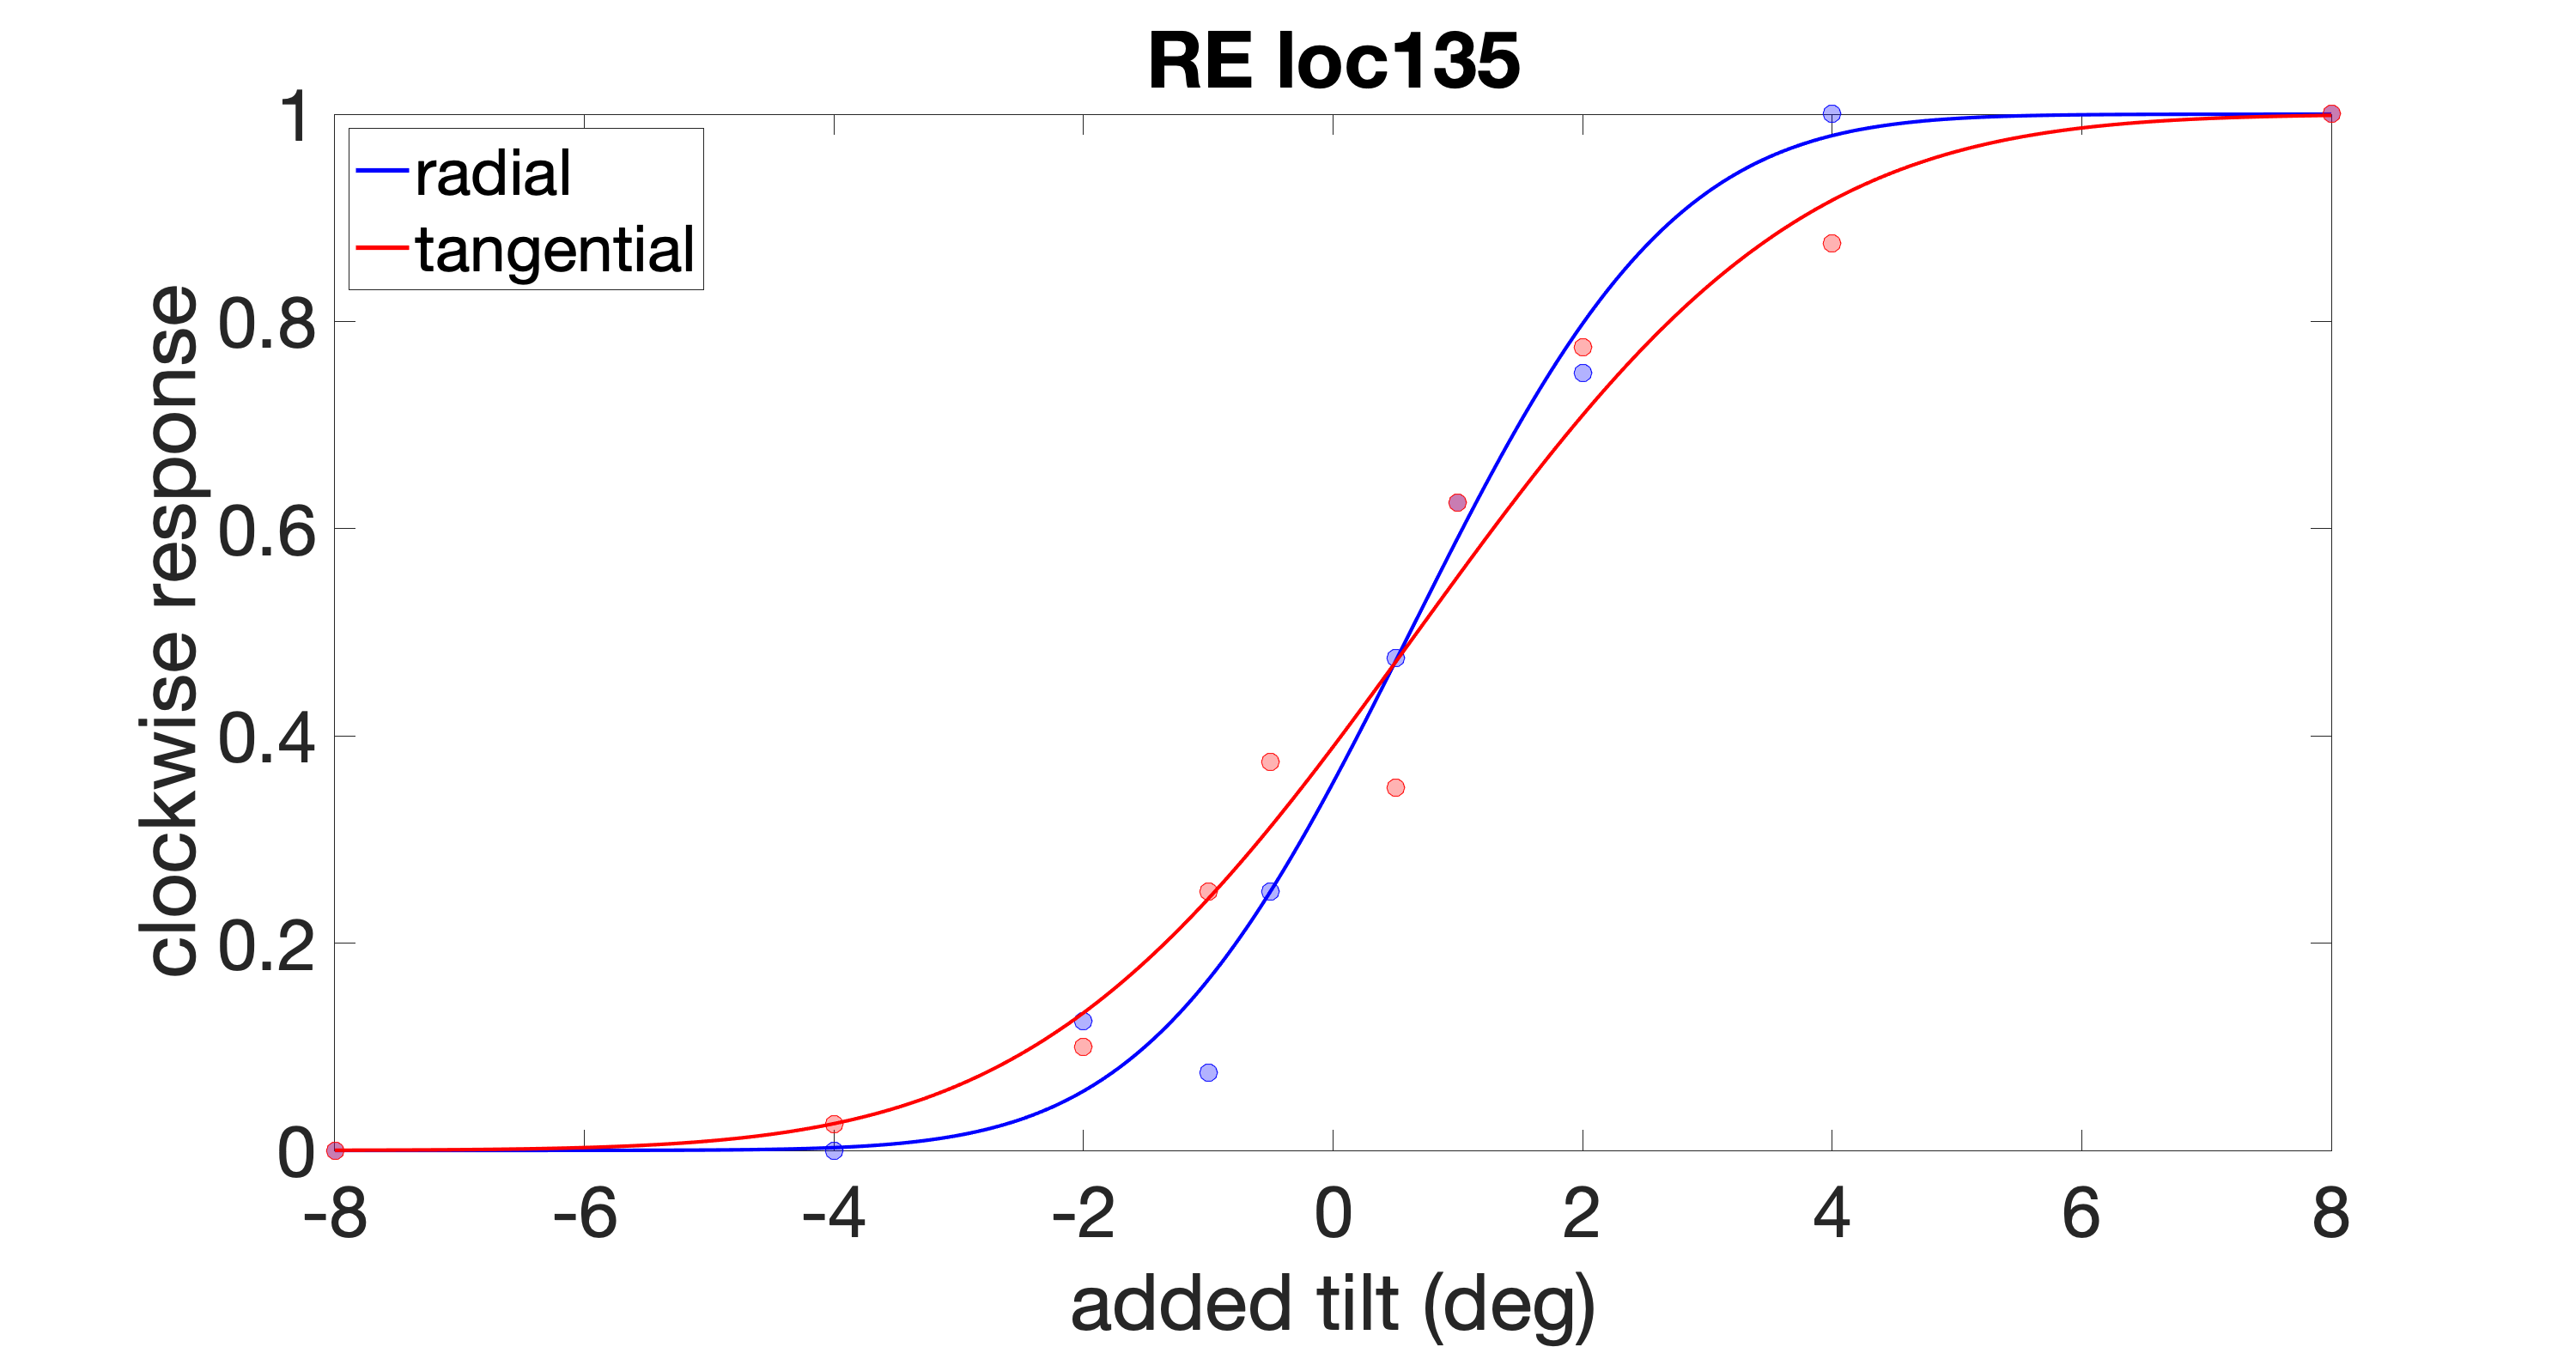 RE loc135
radial
tangential
clockwise response
1
0.8
0.6
0.4
0.2
0
-8 -6 -4 -2 0 2 4 6 8
added tilt (deg)